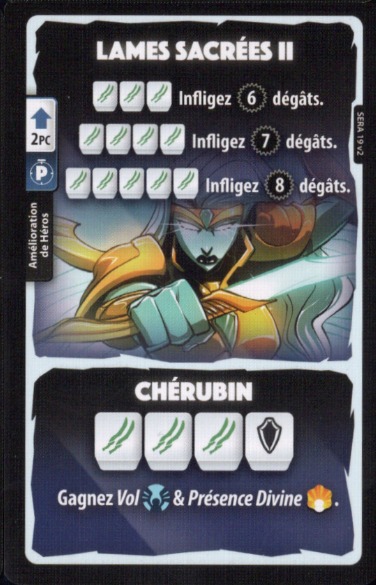 LAMES SACRÉES II
Infligez 6 dégâts.
2PC
Infligez 7 dégâts.
SERA 19 v2
P
Infligez 8 dégâts.
Amélioration
de Héros
CHÉRUBIN
Gagnez Vol & Présence Divine.